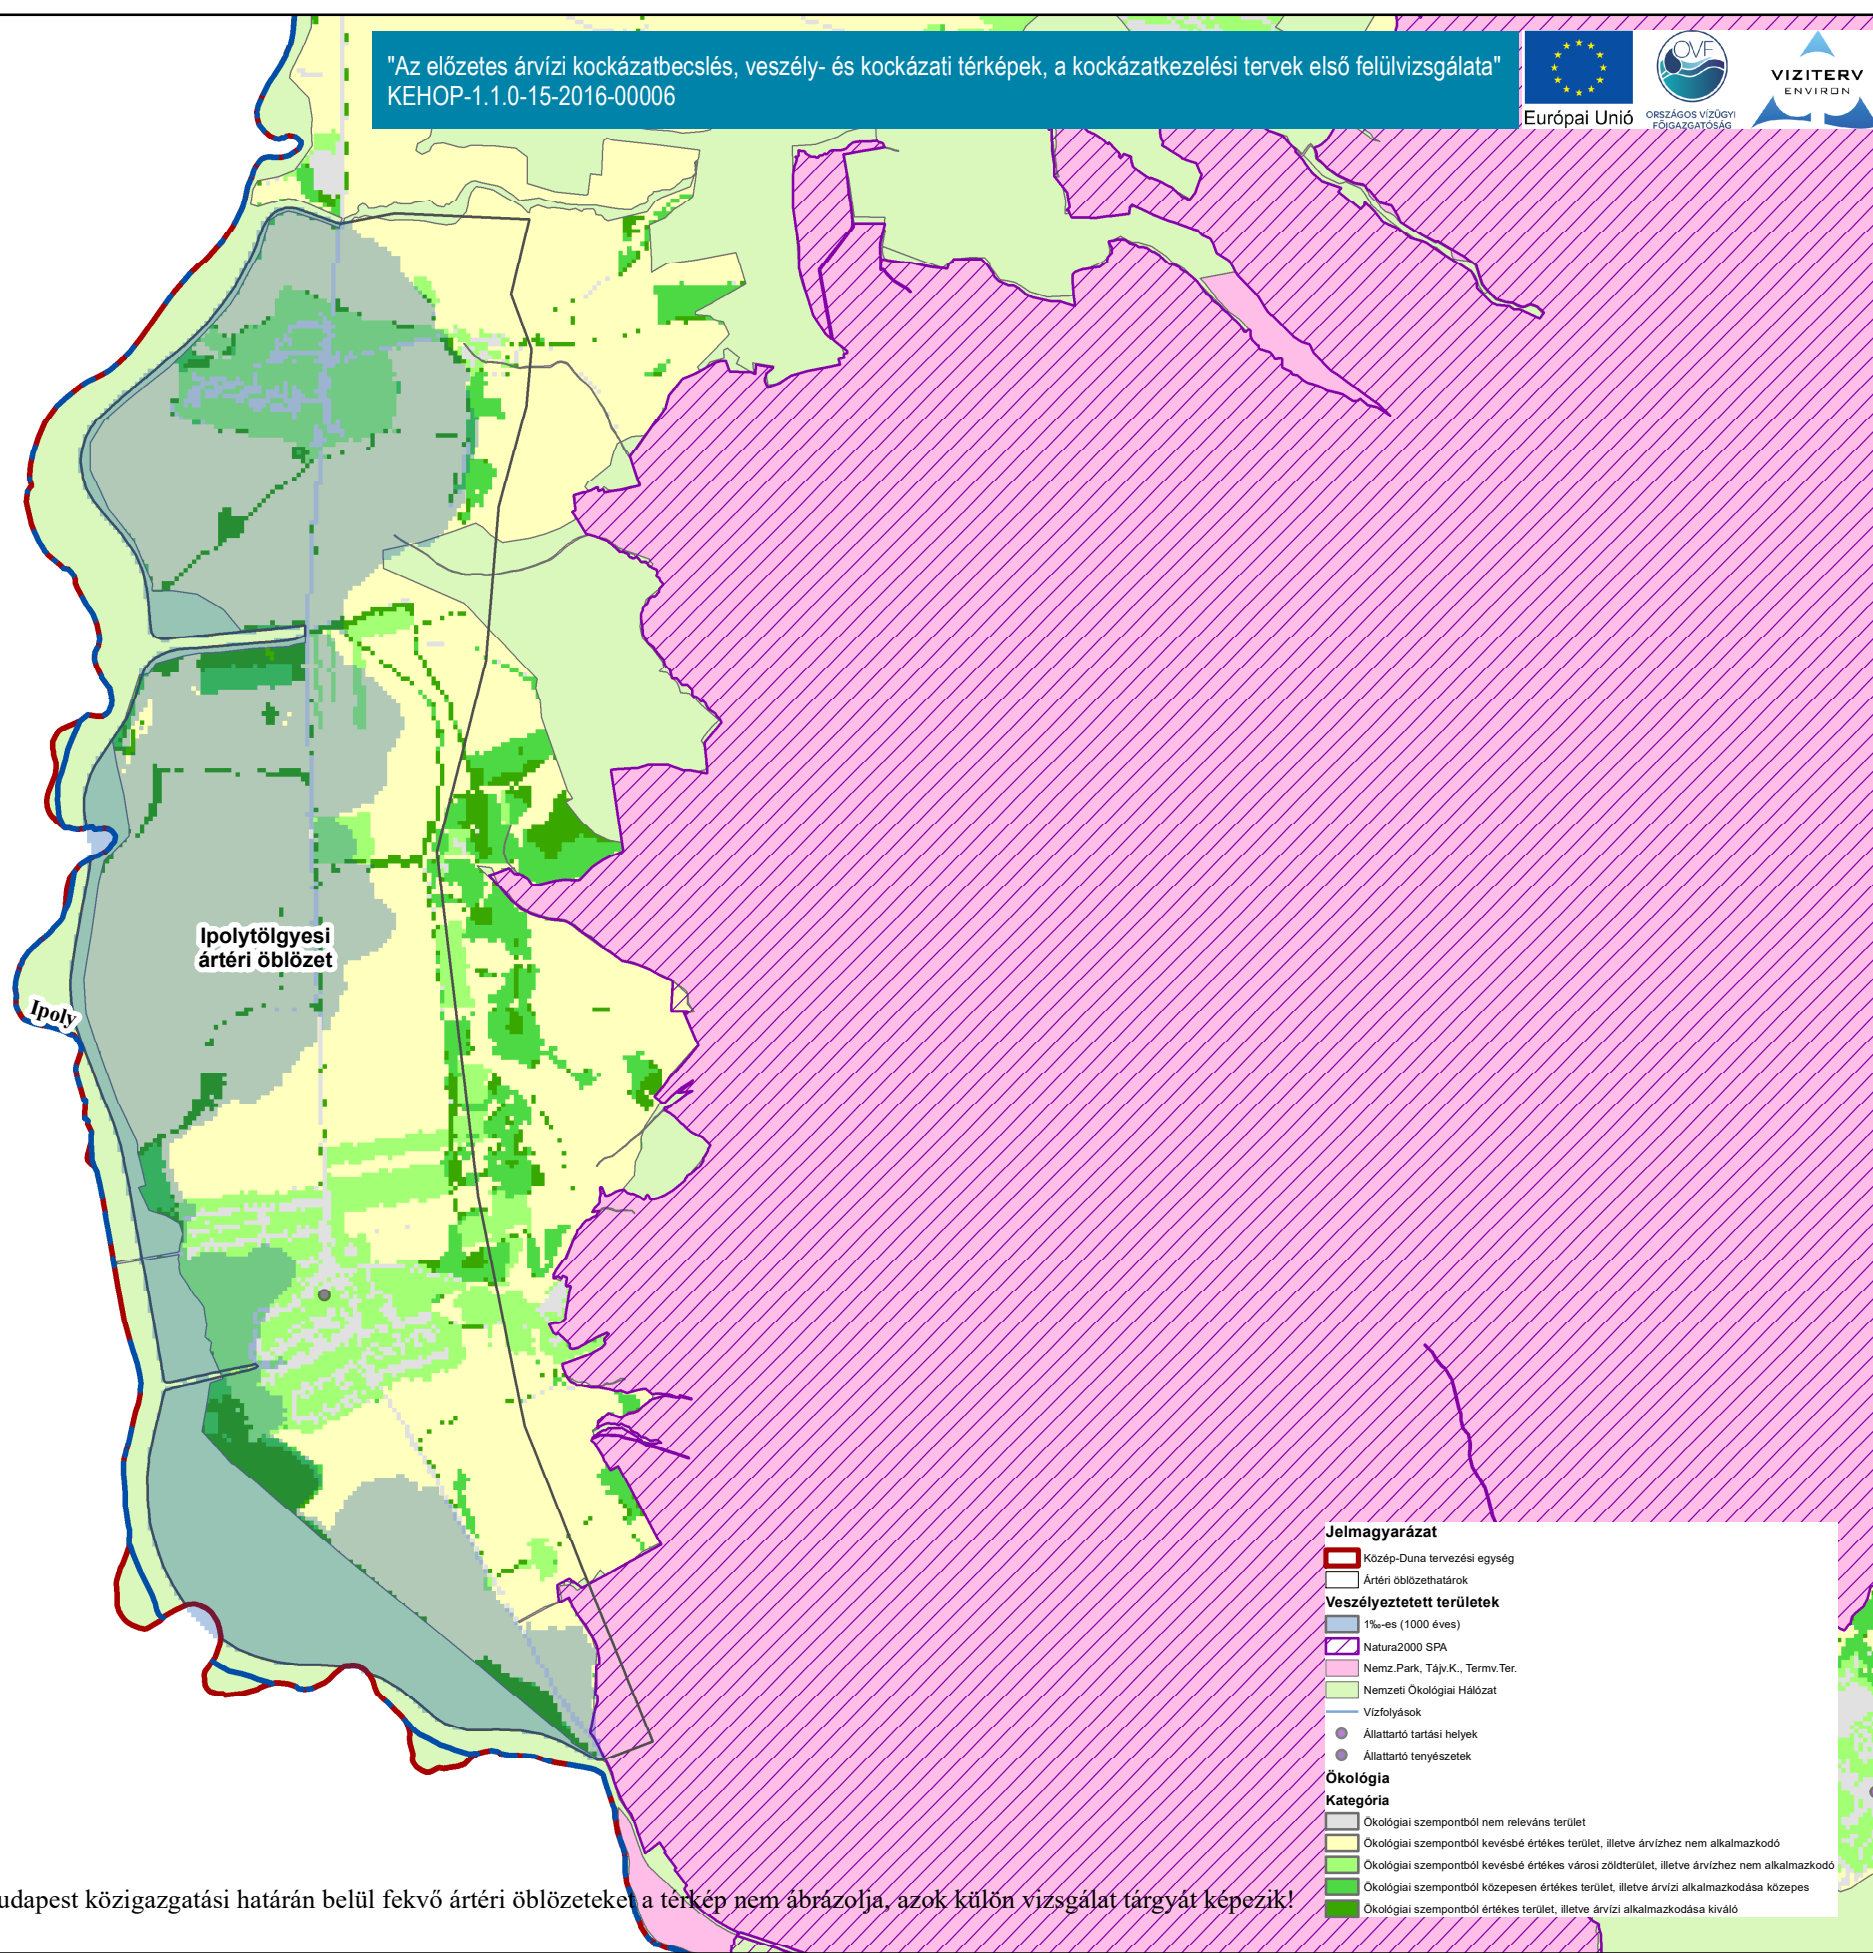 "Az előzetes árvízi kockázatbecslés, veszély- és kockázati térképek, a kockázatkezelési tervek első felülvizsgálata"
KEHOP-1.1.0-15-2016-00006
Európai Unió
OVF
ORSZÁGOS VÍZÜGYI
FŐIGAZGATÓSÁG
VIZITERV
ENVIRON
Ipolytölgyesi
ártéri öblözet
Ipoly
Jelmagyarázat
Közép-Duna tervezési egység
Ártéri öblözethatárok
Veszélyeztetett területek
1‰-es (1000 éves)
Natura2000 SPA
Nemz.Park, Tájv.K., Termv.Ter.
Nemzeti Ökológiai Hálózat
Vízfolyások
Állattartó tartási helyek
Állattartó tenyészetek
Ökológia
Kategória
Ökológiai szempontból nem releváns terület
Ökológiai szempontból kevésbé értékes terület, illetve árvízhez nem alkalmazkodó
Ökológiai szempontból kevésbé értékes városi zöldterület, illetve árvízhez nem alkalmazkodó
Ökológiai szempontból közepesen értékes terület, illetve árvízi alkalmazkodása közepes
Ökológiai szempontból értékes terület, illetve árvízi alkalmazkodása kiváló
udapest közigazgatási határán belül fekvő ártéri öblözeteket a térkép nem ábrázolja, azok külön vizsgálat tárgyát képezik!